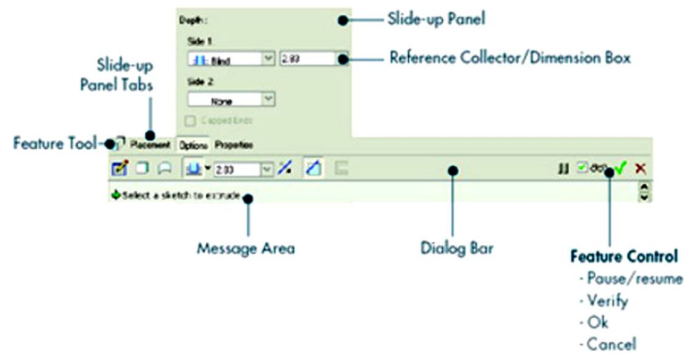 Depth:
Slide-up Panel
Side 1
Blind
2.83
Reference Collector/Dimension Box
Slide-up
Panel Tabs
Side 2
None
Capped Ends
Feature Tool
Placement Options Properties
2.83
Select a sketch to extrude.
Message Area
Dialog Bar
Feature Control
- Pause/resume
- Verify
- Ok
- Cancel